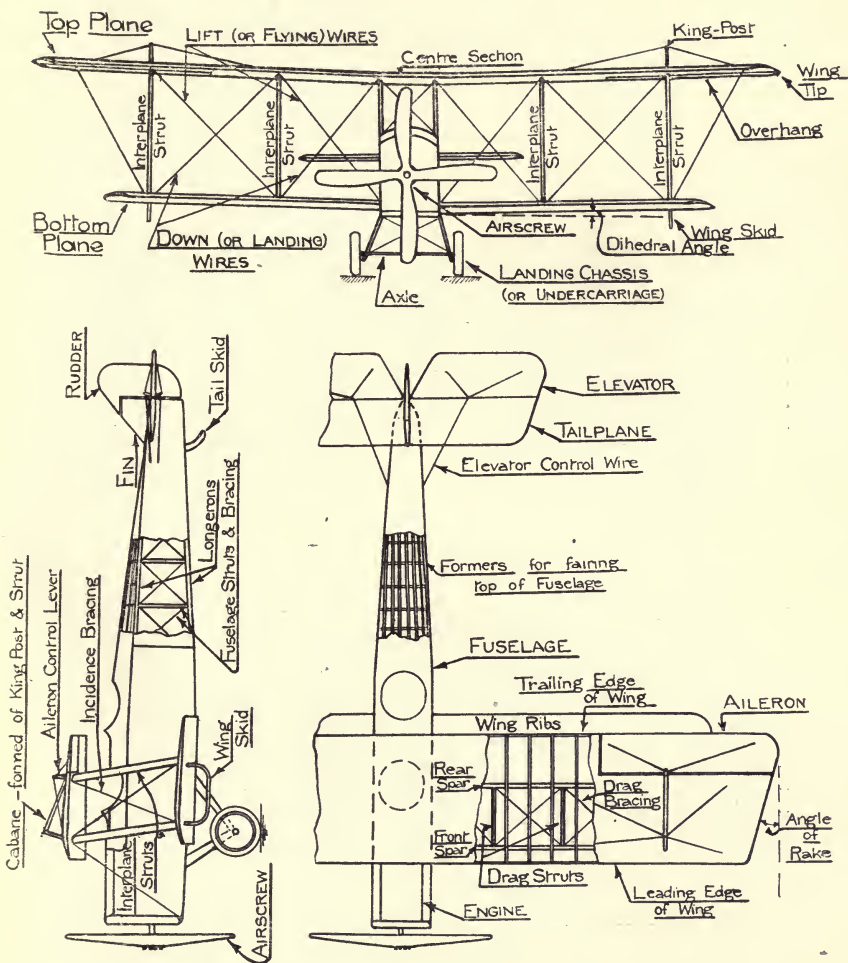 Top Plane
LIFT (OR FLYING) WIRES
Centre Section
King-Post
Wing
Tip
Overhang
Interplane
Strut
Interplane
Strut
Interplane
Strut
Interplane
Strut
Bottom
Plane
DOWN (OR LANDING)
WIRES
AIRSCREW
Dihedral
Angle
Wing Skid
LANDING CHASSIS
(OR UNDERCARRIAGE)
Axle
RUDDER
Tail Skid
FIN
Longerons
Fuselage Struts & Bracing
Cabane - formed of King Post & Strut
Aileron Control Lever
Incidence Bracing
Wing
Skid
Interplane
Struts
AIRSCREW
ELEVATOR
TAILPLANE
Elevator Control Wire
Formers for fairing
top of Fuselage
FUSELAGE
Trailing Edge
of Wing
AILERON
Wing Ribs
Rear
Spar
Drag
Bracing
Front
Spar
Angle
of
Rake
Drag Struts
Leading Edge
of Wing
ENGINE